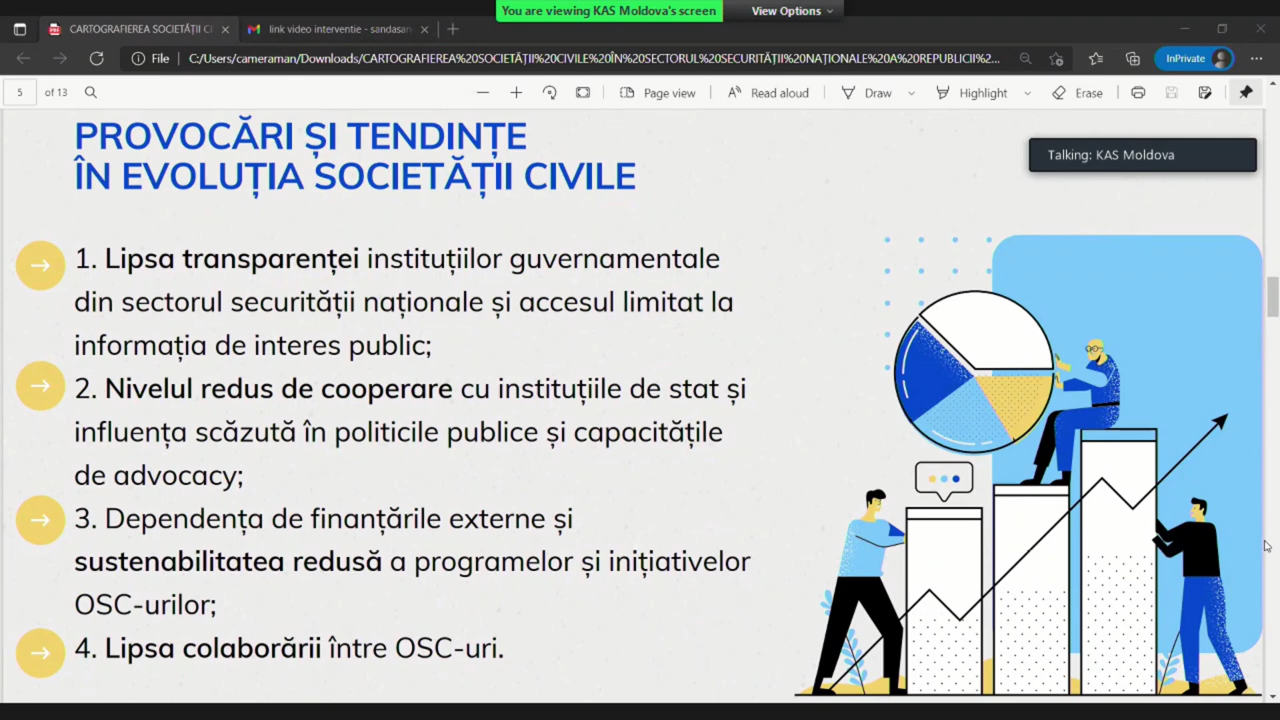 You are viewing KAS Moldova's screen
View Options
CARTOGRAFIEREA SOCIETĂȚII CI
link video interventie - sandasan
File
C:/Users/cameraman/Downloads/CARTOGRAFIEREA%20SOCIETĂȚII%20CIVILE%20ÎN%20SECTORUL%20SECURITĂȚII%20NAȚIONALE%20A%20REPUBLICII%2...
InPrivate
5 of 13
Page view
Read aloud
Draw
Highlight
Erase
PROVOCĂRI ȘI TENDINȚE
ÎN EVOLUȚIA SOCIETĂȚII CIVILE
Talking: KAS Moldova
1. Lipsa transparenței instituțiilor guvernamentale
din sectorul securității naționale și accesul limitat la
informația de interes public;
2. Nivelul redus de cooperare cu instituțiile de stat și
influența scăzută în politicile publice și capacitățile
de advocacy;
3. Dependența de finanțările externe și
sustenabilitatea redusă a programelor și inițiativelor
OSC-urilor;
4. Lipsa colaborării între OSC-uri.